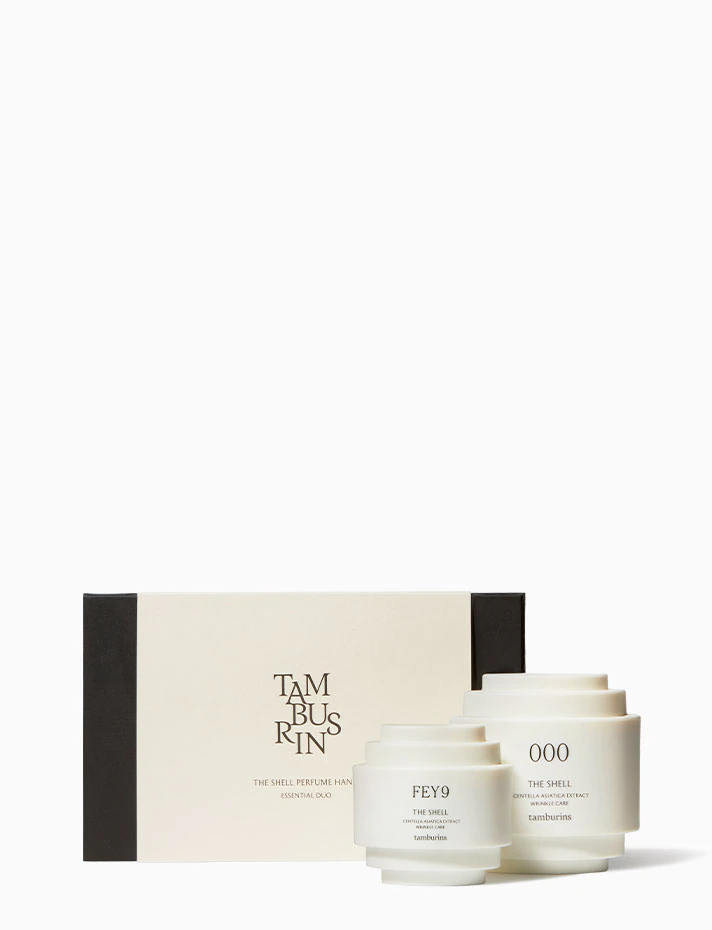 TAM
BUS
RIN
THE SHELL PERFUME HAN
ESSENTIAL DUO
FEY9
THE SHELL
CENTELLA ASIATICA EXTRACT
WRINKLE CARE
tamburins
000
THE SHELL
CENTELLA ASIATICA EXTRACT
WRINKLE CARE
tamburins